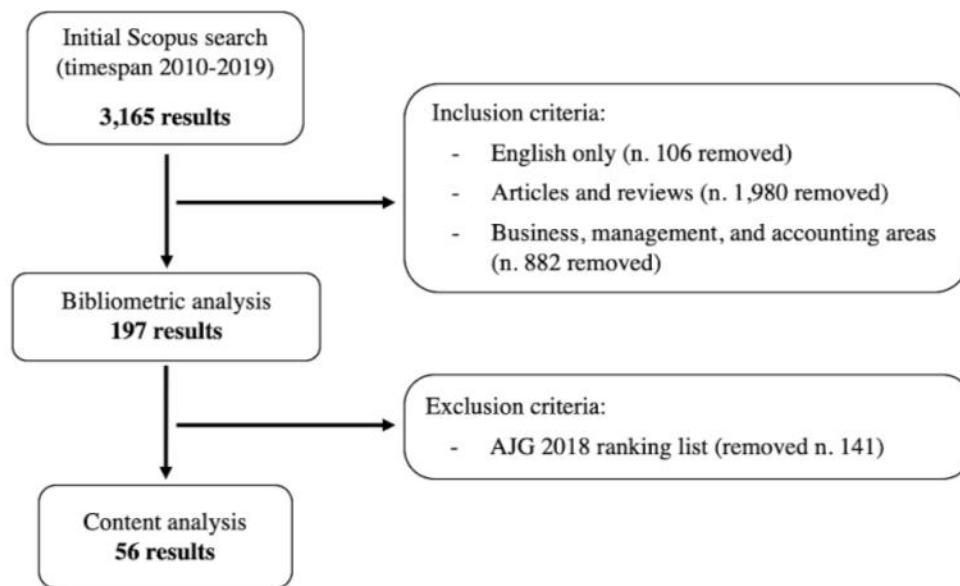 Initial Scopus search
(timespan 2010-2019)
3,165 results
Inclusion criteria:
- English only (n. 106 removed)
- Articles and reviews (n. 1,980 removed)
- Business, management, and accounting areas
(n. 882 removed)
Bibliometric analysis
197 results
Exclusion criteria:
- AJG 2018 ranking list (removed n. 141)
Content analysis
56 results